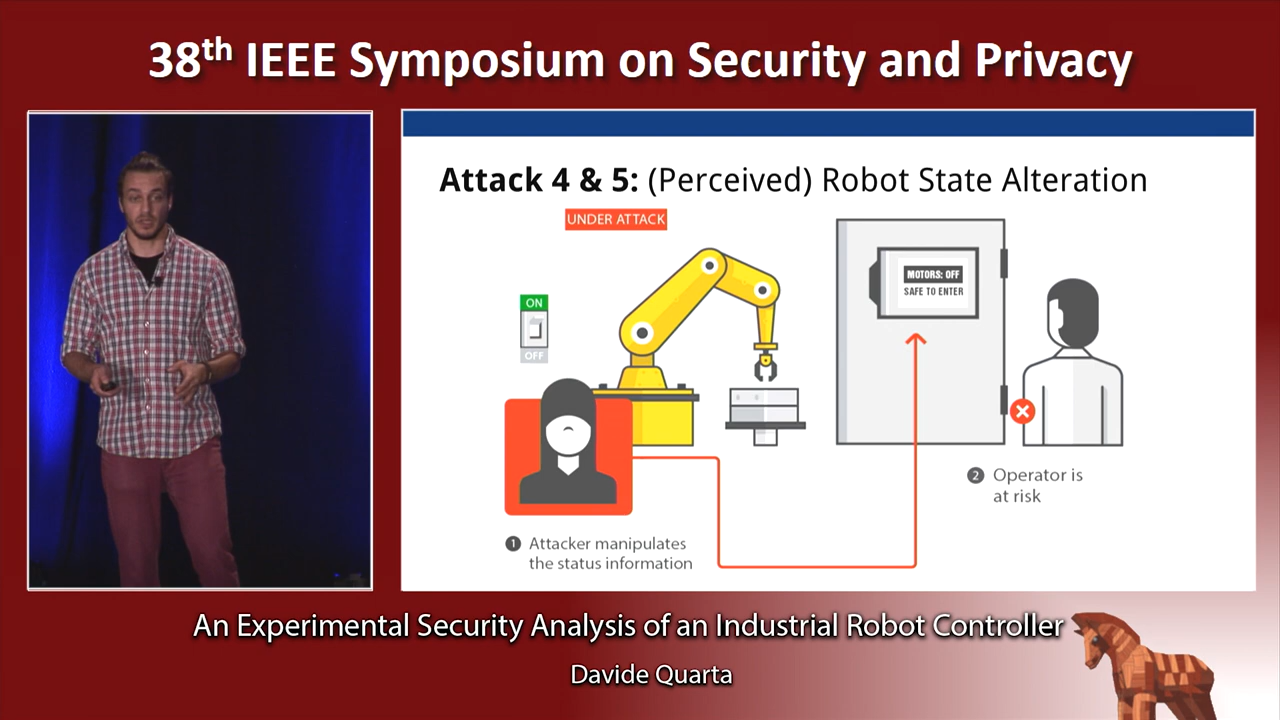 38th IEEE Symposium on Security and Privacy
Attack 4 & 5: (Perceived) Robot State Alteration
UNDER ATTACK
MOTORS: OFF
SAFE TO ENTER
ON
OFF
2 Operator is
at risk
1 Attacker manipulates
the status information
An Experimental Security Analysis of an Industrial Robot Controller
Davide Quarta